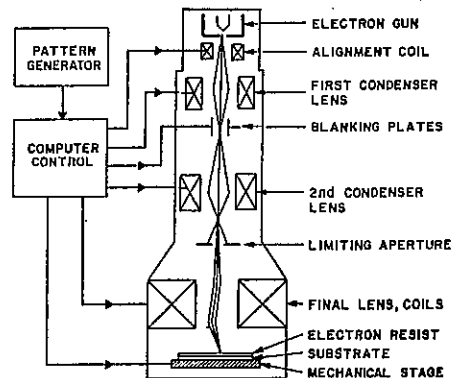 ELECTRON GUN
PATTERN
GENERATOR
ALIGNMENT COIL
FIRST CONDENSER
LENS
COMPUTER
CONTROL
BLANKING PLATES
2nd CONDENSER
LENS
LIMITING APERTURE
FINAL LENS, COILS
ELECTRON RESIST
SUBSTRATE
MECHANICAL STAGE